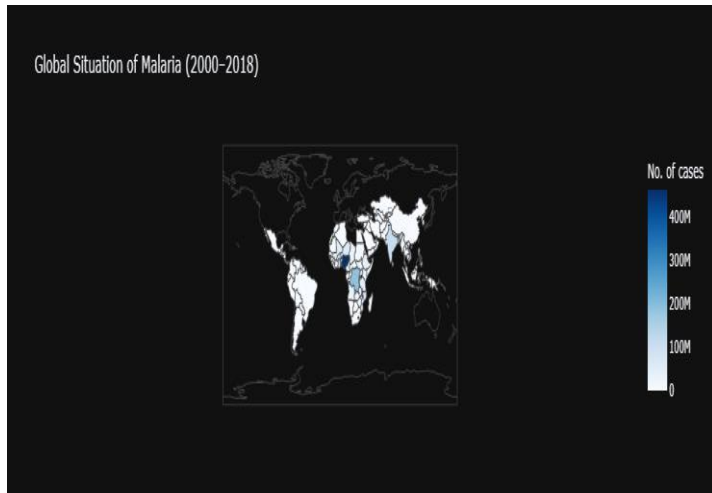 Global Situation of Malaria (2000–2018)
No. of cases
400M
300M
200M
100M
0